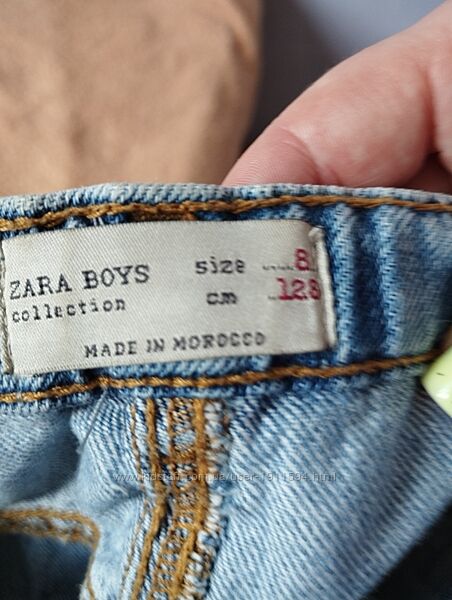 ZARA BOYS size ....8
collection cm ..128
MADE IN MOROCCO